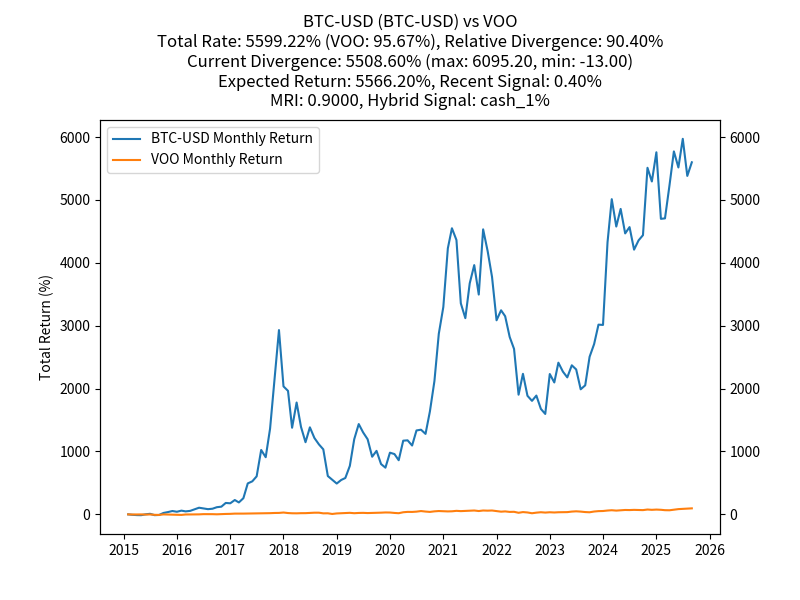 BTC-USD (BTC-USD) vs VOO
Total Rate: 5599.22% (VOO: 95.67%), Relative Divergence: 90.40%
Current Divergence: 5508.60% (max: 6095.20, min: -13.00)
Expected Return: 5566.20%, Recent Signal: 0.40%
MRI: 0.9000, Hybrid Signal: cash_1%
BTC-USD Monthly Return
VOO Monthly Return
Total Return (%)
6000
5000
4000
3000
2000
1000
0
6000
5000
4000
3000
2000
1000
0
2015 2016 2017 2018 2019 2020 2021 2022 2023 2024 2025 2026